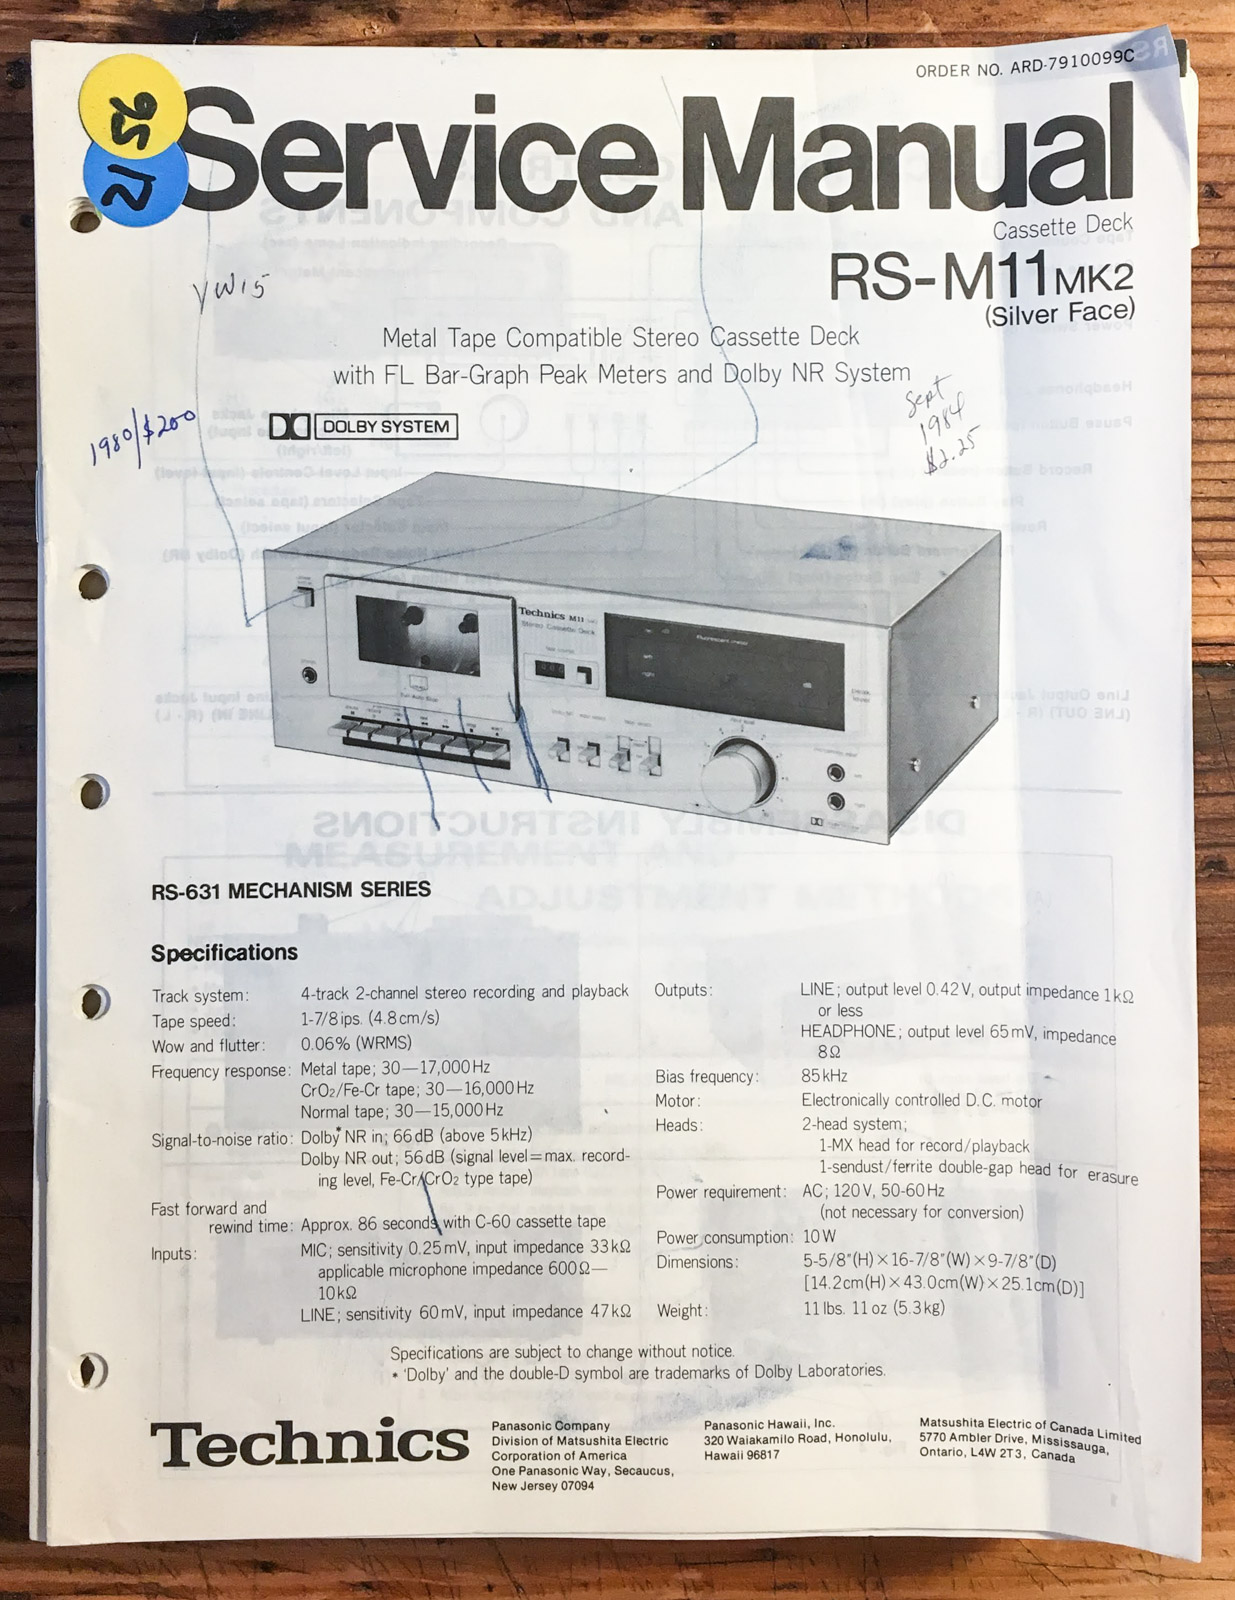 ORDER NO. ARD-7910099C
56
21
Service Manual
Cassette Deck
RS-M11MK2
(Silver Face)
VW15
Metal Tape Compatible Stereo Cassette Deck
with FL Bar-Graph Peak Meters and Dolby NR System
1980/$200
DOLBY SYSTEM
Sept
1984
$2.25
Technics M11
Stereo Cassette Deck
RS-631 MECHANISM SERIES
Specifications
Track system: 4-track 2-channel stereo recording and playback
Tape speed: 1-7/8 ips. (4.8 cm/s)
Wow and flutter: 0.06% (WRMS)
Frequency response: Metal tape; 30—17,000 Hz
CrO2/Fe-Cr tape; 30—16,000 Hz
Normal tape; 30—15,000 Hz
Signal-to-noise ratio: Dolby* NR in; 66 dB (above 5 kHz)
Dolby NR out; 56 dB (signal level=max. record-
ing level, Fe-Cr/CrO2 type tape)
Fast forward and
rewind time: Approx. 86 seconds with C-60 cassette tape
Inputs: MIC; sensitivity 0.25 mV, input impedance 33 kΩ
applicable microphone impedance 600 Ω—
10 kΩ
LINE; sensitivity 60 mV, input impedance 47 kΩ
Outputs: LINE; output level 0.42 V, output impedance 1 kΩ
or less
HEADPHONE; output level 65 mV, impedance
8 Ω
Bias frequency: 85 kHz
Motor: Electronically controlled D.C. motor
Heads: 2-head system;
1-MX head for record/playback
1-sendust/ferrite double-gap head for erasure
Power requirement: AC; 120 V, 50-60 Hz
(not necessary for conversion)
Power consumption: 10 W
Dimensions: 5-5/8"(H)×16-7/8"(W)×9-7/8"(D)
[14.2cm(H)×43.0cm(W)×25.1cm(D)]
Weight: 11 lbs. 11 oz (5.3 kg)
Specifications are subject to change without notice.
* 'Dolby' and the double-D symbol are trademarks of Dolby Laboratories.
Technics
Panasonic Company
Division of Matsushita Electric
Corporation of America
One Panasonic Way, Secaucus,
New Jersey 07094
Panasonic Hawaii, Inc.
320 Waiakamilo Road, Honolulu,
Hawaii 96817
Matsushita Electric of Canada Limited
5770 Ambler Drive, Mississauga,
Ontario, L4W 2T3, Canada